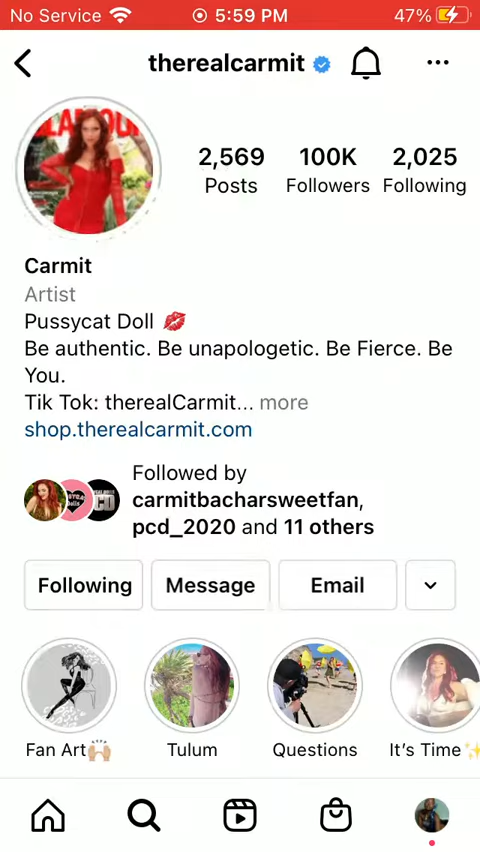 No Service 5:59 PM 47%
therealcarmit
GLAMOUR
2,569 100K 2,025
Posts Followers Following
Carmit
Artist
Pussycat Doll 💋
Be authentic. Be unapologetic. Be Fierce. Be
You.
Tik Tok: therealCarmit... more
shop.therealcarmit.com
Followed by
carmitbacharsweetfan,
pcd_2020 and 11 others
Following Message Email
Fan Art🙌🏼 Tulum Questions It's Time✨